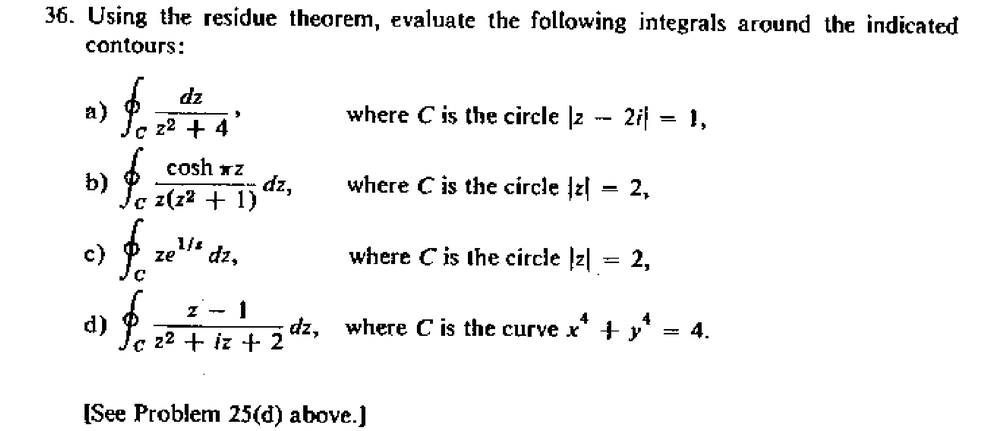 36. Using the residue theorem, evaluate the following integrals around the indicated
contours:
a) ∮_C dz / (z² + 4), where C is the circle |z − 2i| = 1,
b) ∮_C cosh πz / (z(z² + 1)) dz, where C is the circle |z| = 2,
c) ∮_C ze^{1/z} dz, where C is the circle |z| = 2,
d) ∮_C (z − 1) / (z² + iz + 2) dz, where C is the curve x⁴ + y⁴ = 4.
[See Problem 25(d) above.]